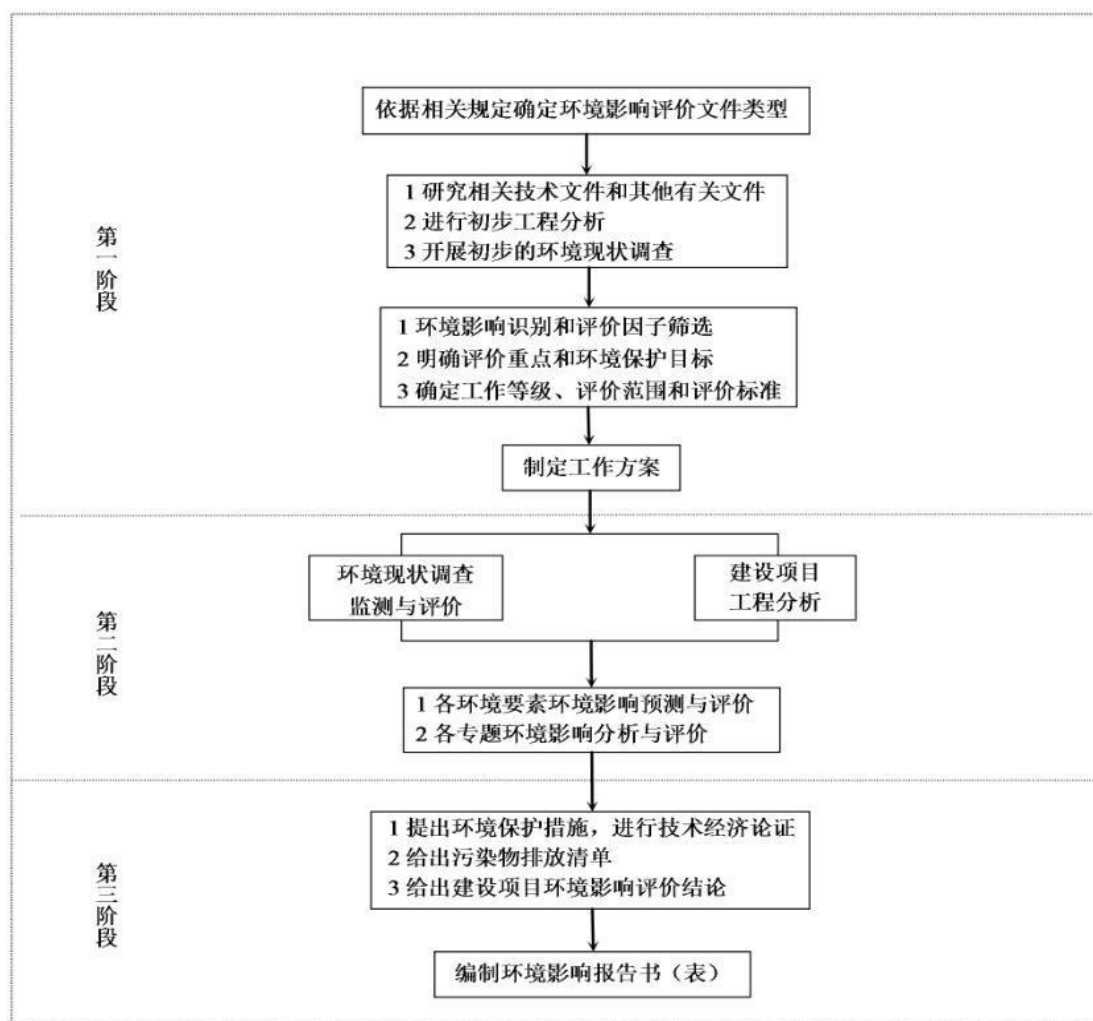 依据相关规定确定环境影响评价文件类型
1 研究相关技术文件和其他有关文件
2 进行初步工程分析
3 开展初步的环境现状调查
第一阶段
1 环境影响识别和评价因子筛选
2 明确评价重点和环境保护目标
3 确定工作等级、评价范围和评价标准
制定工作方案
环境现状调查
监测与评价
建设项目
工程分析
第二阶段
1 各环境要素环境影响预测与评价
2 各专题环境影响分析与评价
1 提出环境保护措施，进行技术经济论证
2 给出污染物排放清单
3 给出建设项目环境影响评价结论
第三阶段
编制环境影响报告书（表）